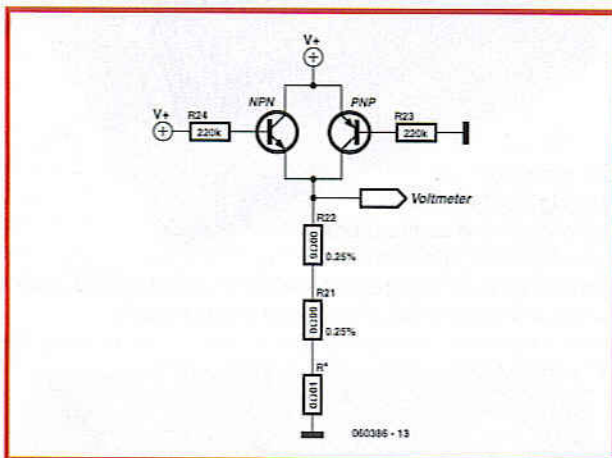 V+
NPN
PNP
V+
R24
220k
R23
220k
Voltmeter
R22
0.25%
R21
0.25%
R*
060386 - 13